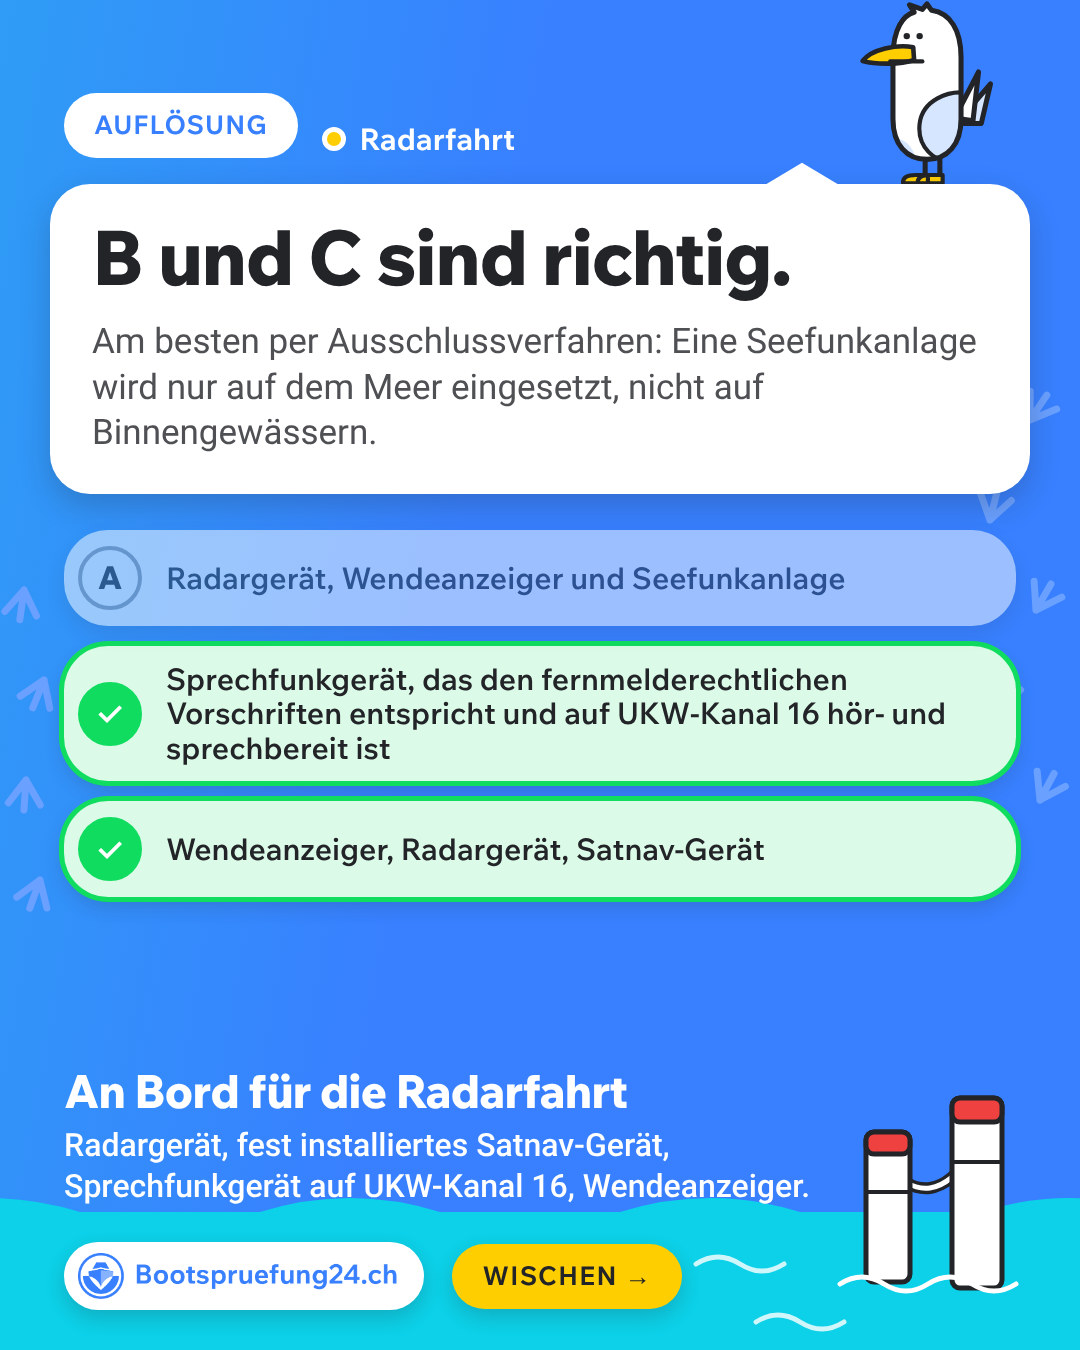 AUFLÖSUNG
Radarfahrt
B und C sind richtig.
Am besten per Ausschlussverfahren: Eine Seefunkanlage
wird nur auf dem Meer eingesetzt, nicht auf
Binnengewässern.
A Radargerät, Wendeanzeiger und Seefunkanlage
Sprechfunkgerät, das den fernmelderechtlichen
Vorschriften entspricht und auf UKW-Kanal 16 hör- und
sprechbereit ist
Wendeanzeiger, Radargerät, Satnav-Gerät
An Bord für die Radarfahrt
Radargerät, fest installiertes Satnav-Gerät,
Sprechfunkgerät auf UKW-Kanal 16, Wendeanzeiger.
Bootspruefung24.ch
WISCHEN →